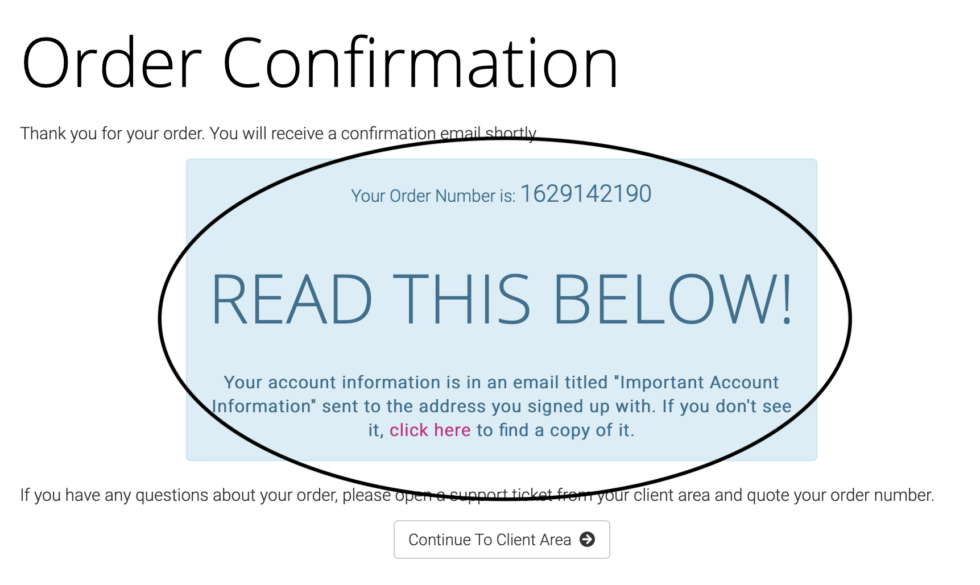 Order Confirmation
Thank you for your order. You will receive a confirmation email shortly.
Your Order Number is: 1629142190
READ THIS BELOW!
Your account information is in an email titled "Important Account
Information" sent to the address you signed up with. If you don't see
it, click here to find a copy of it.
If you have any questions about your order, please open a support ticket from your client area and quote your order number.
Continue To Client Area